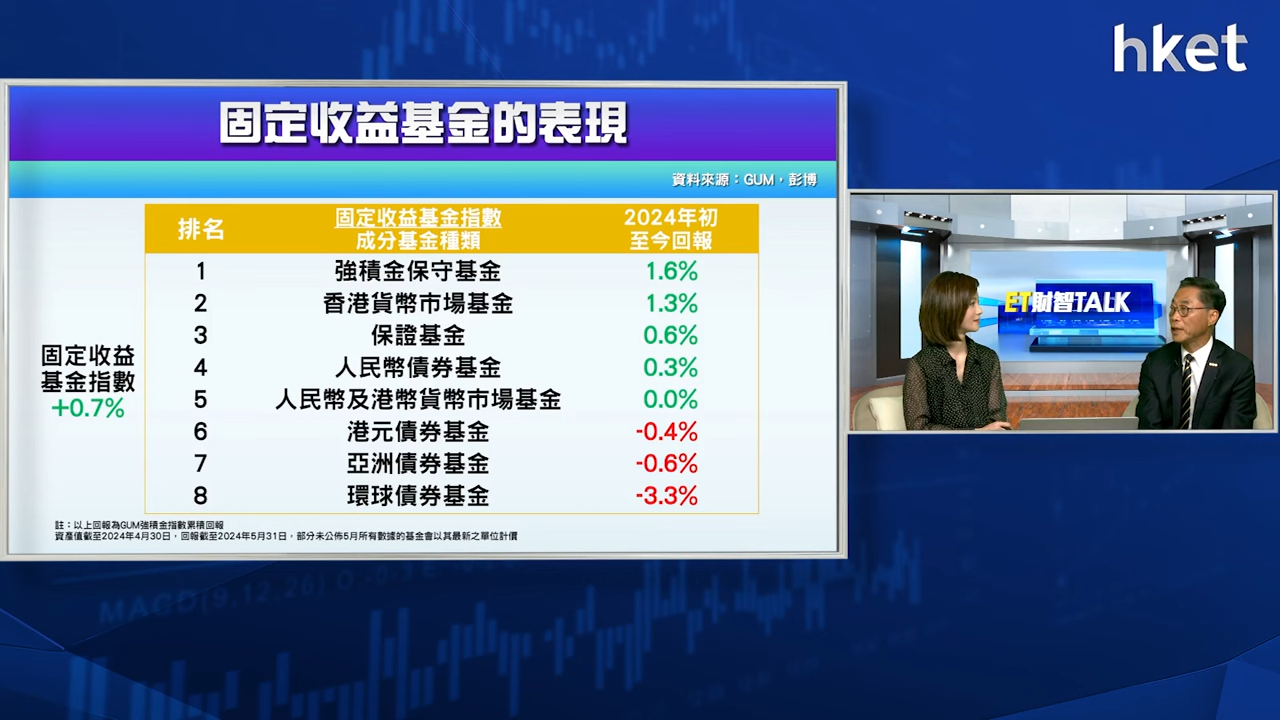 hket
固定收益基金的表現
資料來源：GUM，彭博
排名
固定收益基金指數
成分基金種類
2024年初
至今回報
固定收益
基金指數
+0.7%
1 強積金保守基金 1.6%
2 香港貨幣市場基金 1.3%
3 保證基金 0.6%
4 人民幣債券基金 0.3%
5 人民幣及港幣貨幣市場基金 0.0%
6 港元債券基金 -0.4%
7 亞洲債券基金 -0.6%
8 環球債券基金 -3.3%
註：以上回報為GUM強積金指數累積回報
資產值截至2024年4月30日，回報截至2024年5月31日，部分未公佈5月所有數據的基金會以其最新之單位計價
ET財智TALK